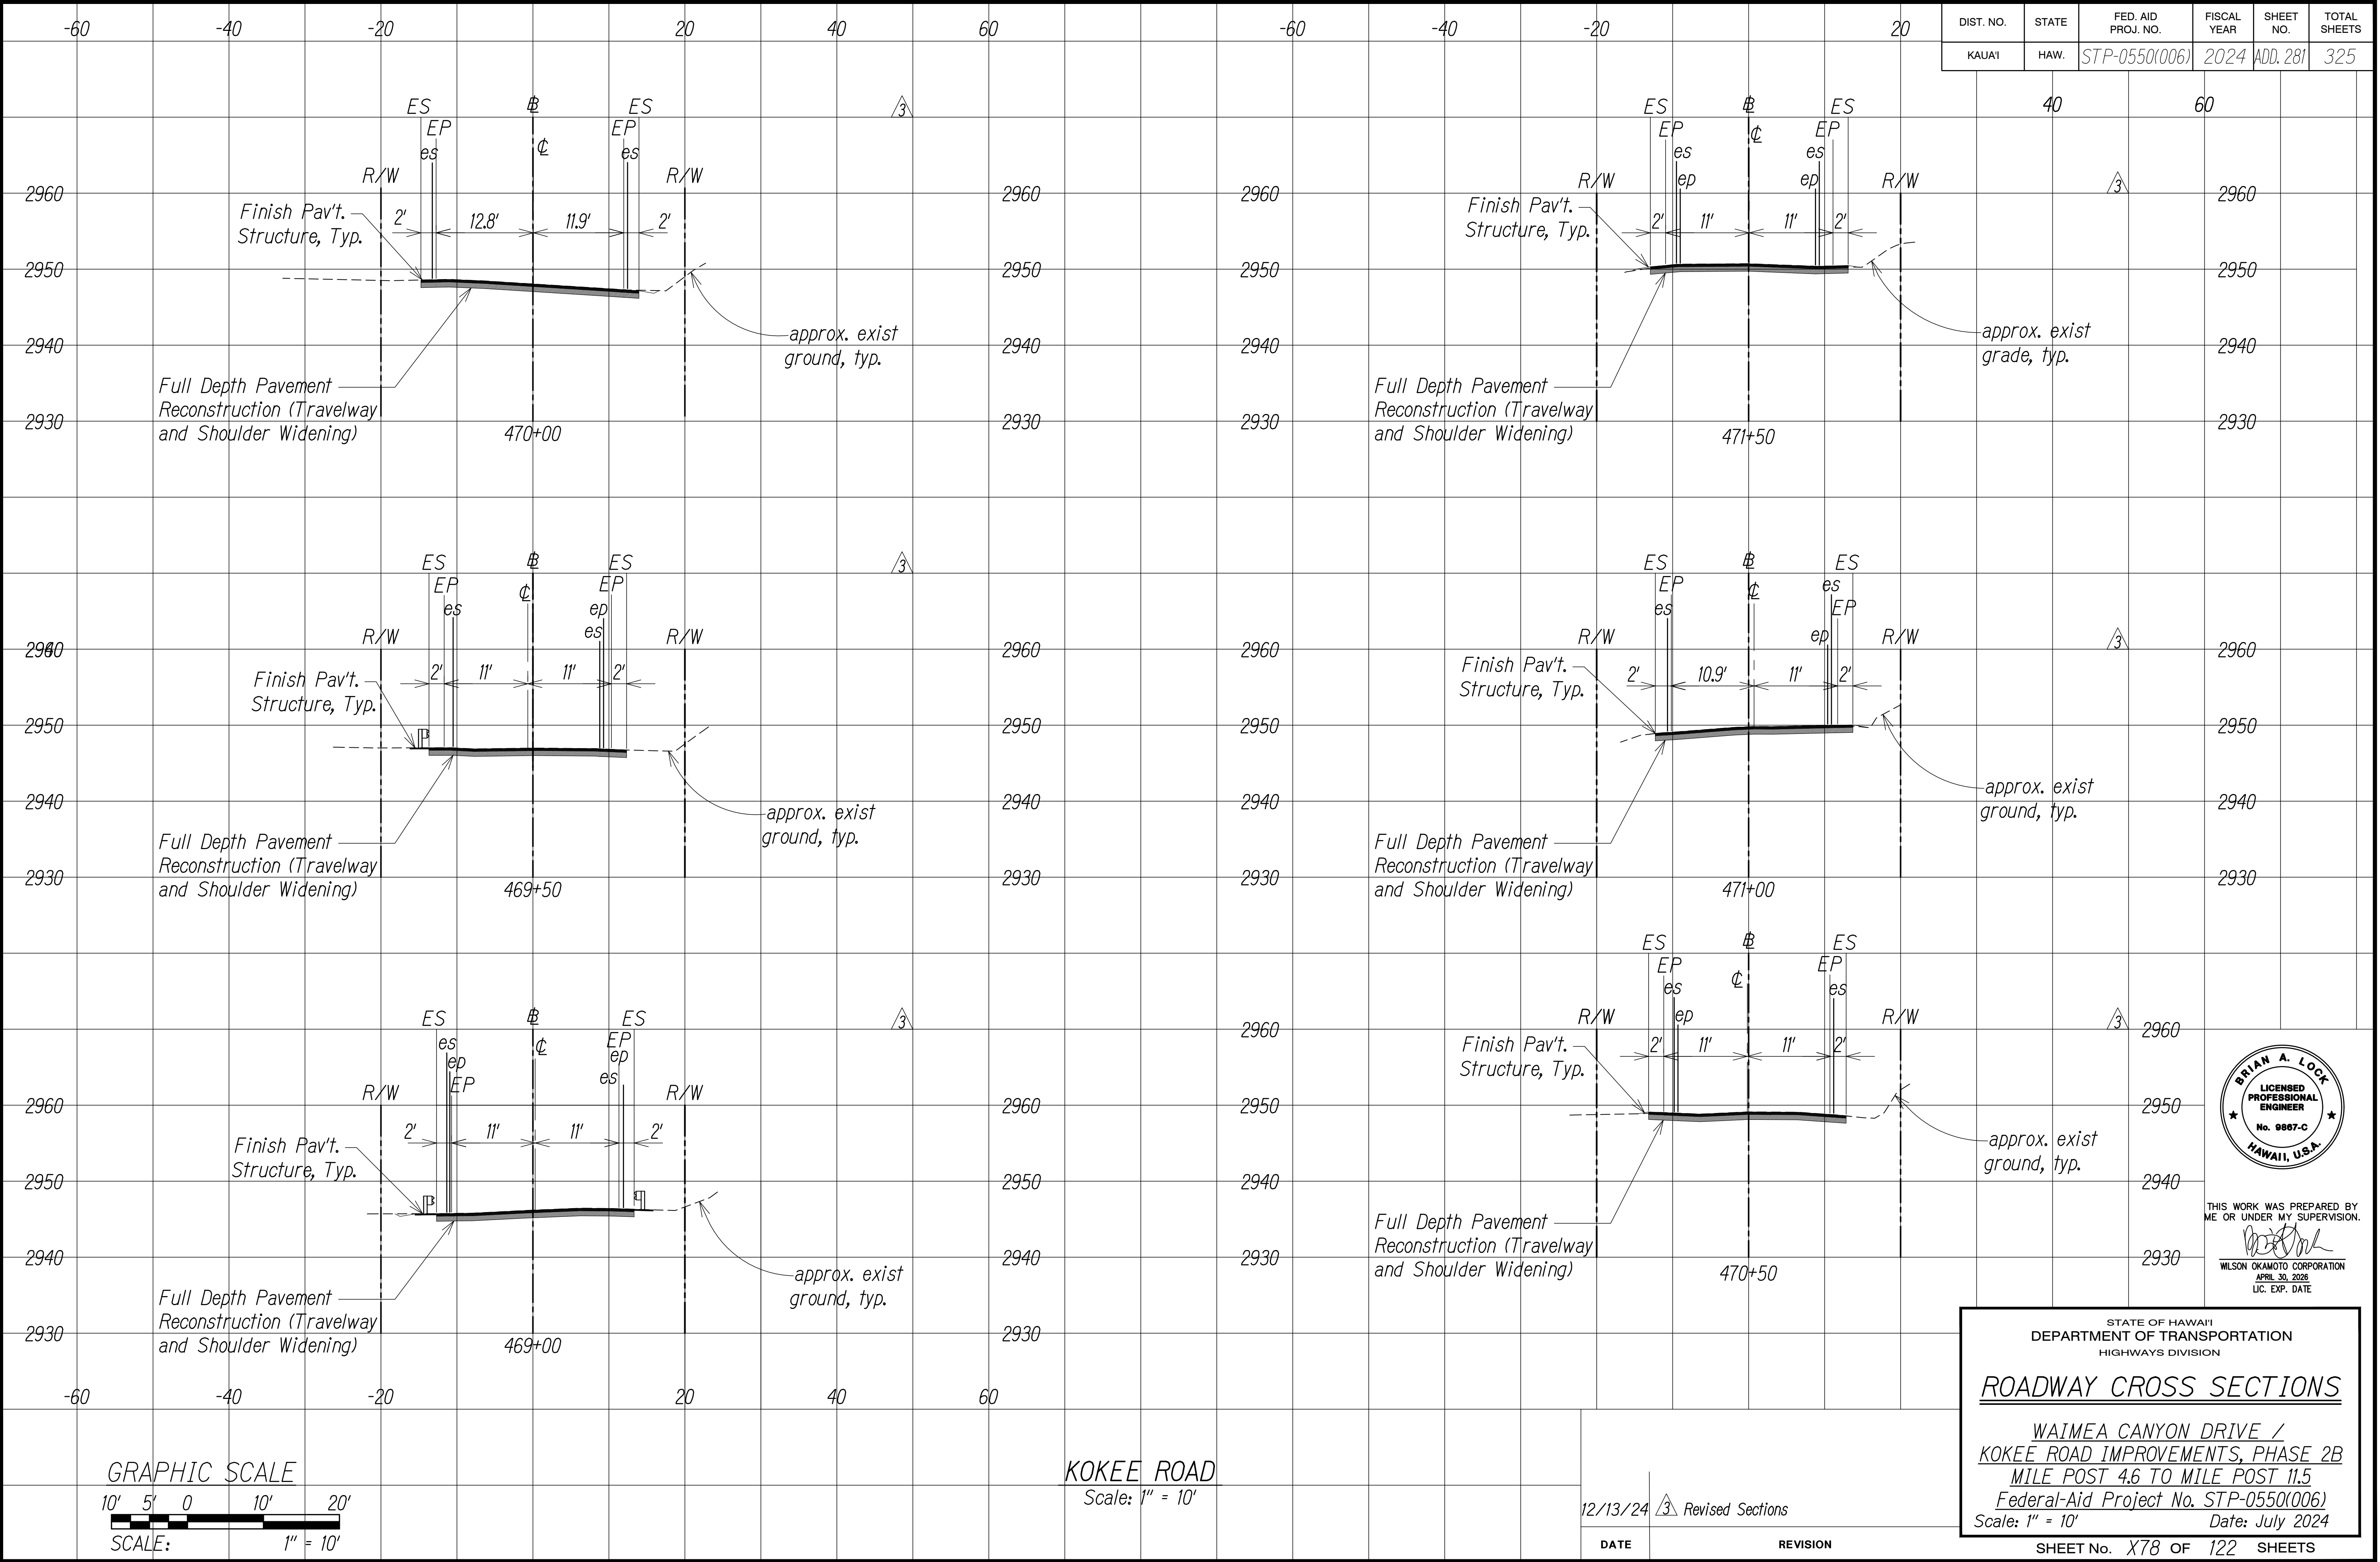 -60 -40 -20 20 40 60 -60 -40 -20 20
DIST. NO. STATE FED. AID PROJ. NO. FISCAL YEAR SHEET NO. TOTAL SHEETS
KAUA'I HAW. STP-0550(006) 2024 ADD. 281 325
40 60
ES ℄ ES
EP EP
es ℄ es
R/W R/W
3
2960 2960
Finish Pav't.
Structure, Typ.
2' 12.8' 11.9' 2'
2950 2950
approx. exist
ground, typ.
2940 2940
Full Depth Pavement
Reconstruction (Travelway
and Shoulder Widening)
2930 2930
470+00
ES ES
EP ℄ EP
es es
ep ep
R/W R/W
3
2960 2960
Finish Pav't.
Structure, Typ.
2' 11' 11' 2'
2950 2950
approx. exist
grade, typ.
2940 2940
Full Depth Pavement
Reconstruction (Travelway
and Shoulder Widening)
2930 2930
471+50
ES ES
EP ℄ EP
es ep
es
R/W R/W
3
2960
Finish Pav't.
Structure, Typ.
2' 11' 11' 2'
2950 2950
approx. exist
ground, typ.
2940 2940
Full Depth Pavement
Reconstruction (Travelway
and Shoulder Widening)
2930 2930
469+50
ES ES
EP ℄ es
es EP
ep
R/W R/W
3
2960 2960
Finish Pav't.
Structure, Typ.
2' 10.9' 11' 2'
2950 2950
approx. exist
ground, typ.
2940 2940
Full Depth Pavement
Reconstruction (Travelway
and Shoulder Widening)
2930 2930
471+00
ES ES
es ℄ EP
ep ep
EP es
R/W R/W
3
2960 2960
Finish Pav't.
Structure, Typ.
2' 11' 11' 2'
2950 2950
approx. exist
ground, typ.
2940 2940
Full Depth Pavement
Reconstruction (Travelway
and Shoulder Widening)
2930 2930
469+00
ES ES
EP ℄ EP
es es
ep
R/W R/W
3
2960 2960
Finish Pav't.
Structure, Typ.
2' 11' 11' 2'
2950 2950
approx. exist
ground, typ.
2940 2940
Full Depth Pavement
Reconstruction (Travelway
and Shoulder Widening)
2930 2930
470+50
-60 -40 -20 20 40 60
GRAPHIC SCALE
10' 5' 0 10' 20'
SCALE: 1" = 10'
KOKEE ROAD
Scale: 1" = 10'
12/13/24 3 Revised Sections
DATE REVISION
BRIAN A. LOCK
LICENSED
PROFESSIONAL
ENGINEER
No. 9867-C
HAWAII, U.S.A.
THIS WORK WAS PREPARED BY
ME OR UNDER MY SUPERVISION.
WILSON OKAMOTO CORPORATION
APRIL 30, 2026
LIC. EXP. DATE
STATE OF HAWAI'I
DEPARTMENT OF TRANSPORTATION
HIGHWAYS DIVISION
ROADWAY CROSS SECTIONS
WAIMEA CANYON DRIVE /
KOKEE ROAD IMPROVEMENTS, PHASE 2B
MILE POST 4.6 TO MILE POST 11.5
Federal-Aid Project No. STP-0550(006)
Scale: 1" = 10' Date: July 2024
SHEET No. X78 OF 122 SHEETS